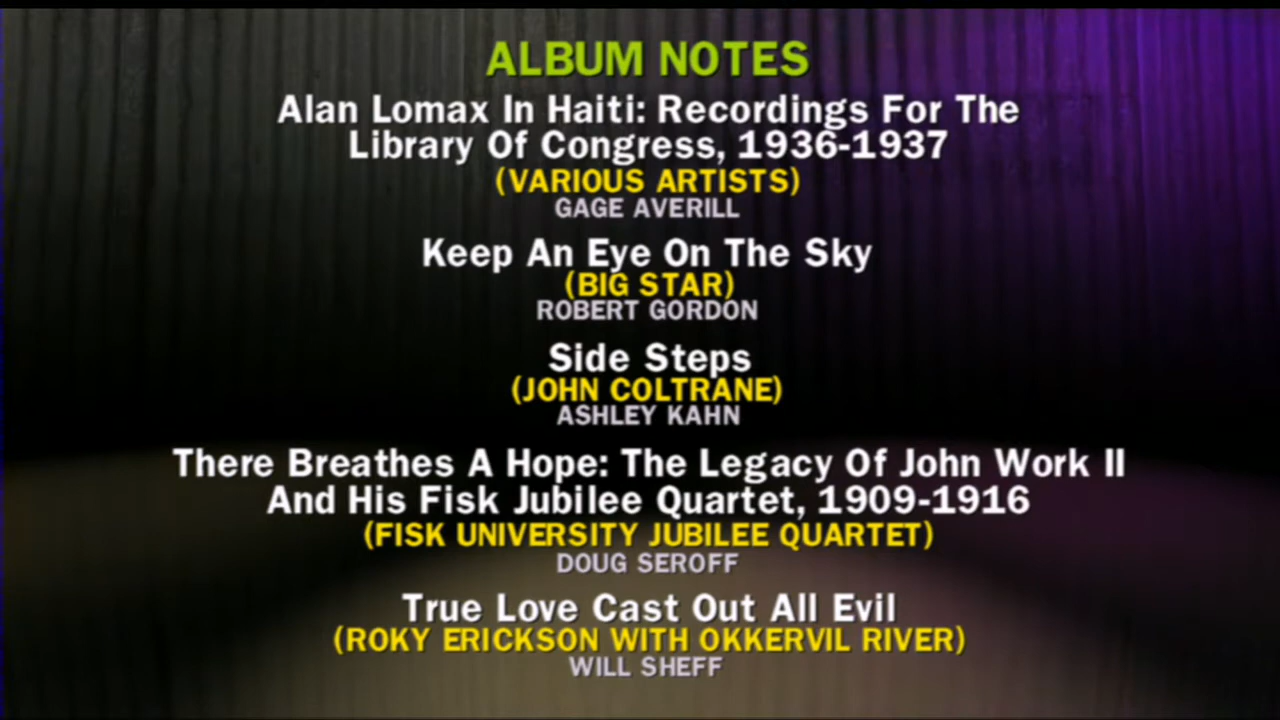 ALBUM NOTES
Alan Lomax In Haiti: Recordings For The
Library Of Congress, 1936-1937
(VARIOUS ARTISTS)
GAGE AVERILL
Keep An Eye On The Sky
(BIG STAR)
ROBERT GORDON
Side Steps
(JOHN COLTRANE)
ASHLEY KAHN
There Breathes A Hope: The Legacy Of John Work II
And His Fisk Jubilee Quartet, 1909-1916
(FISK UNIVERSITY JUBILEE QUARTET)
DOUG SEROFF
True Love Cast Out All Evil
(ROKY ERICKSON WITH OKKERVIL RIVER)
WILL SHEFF